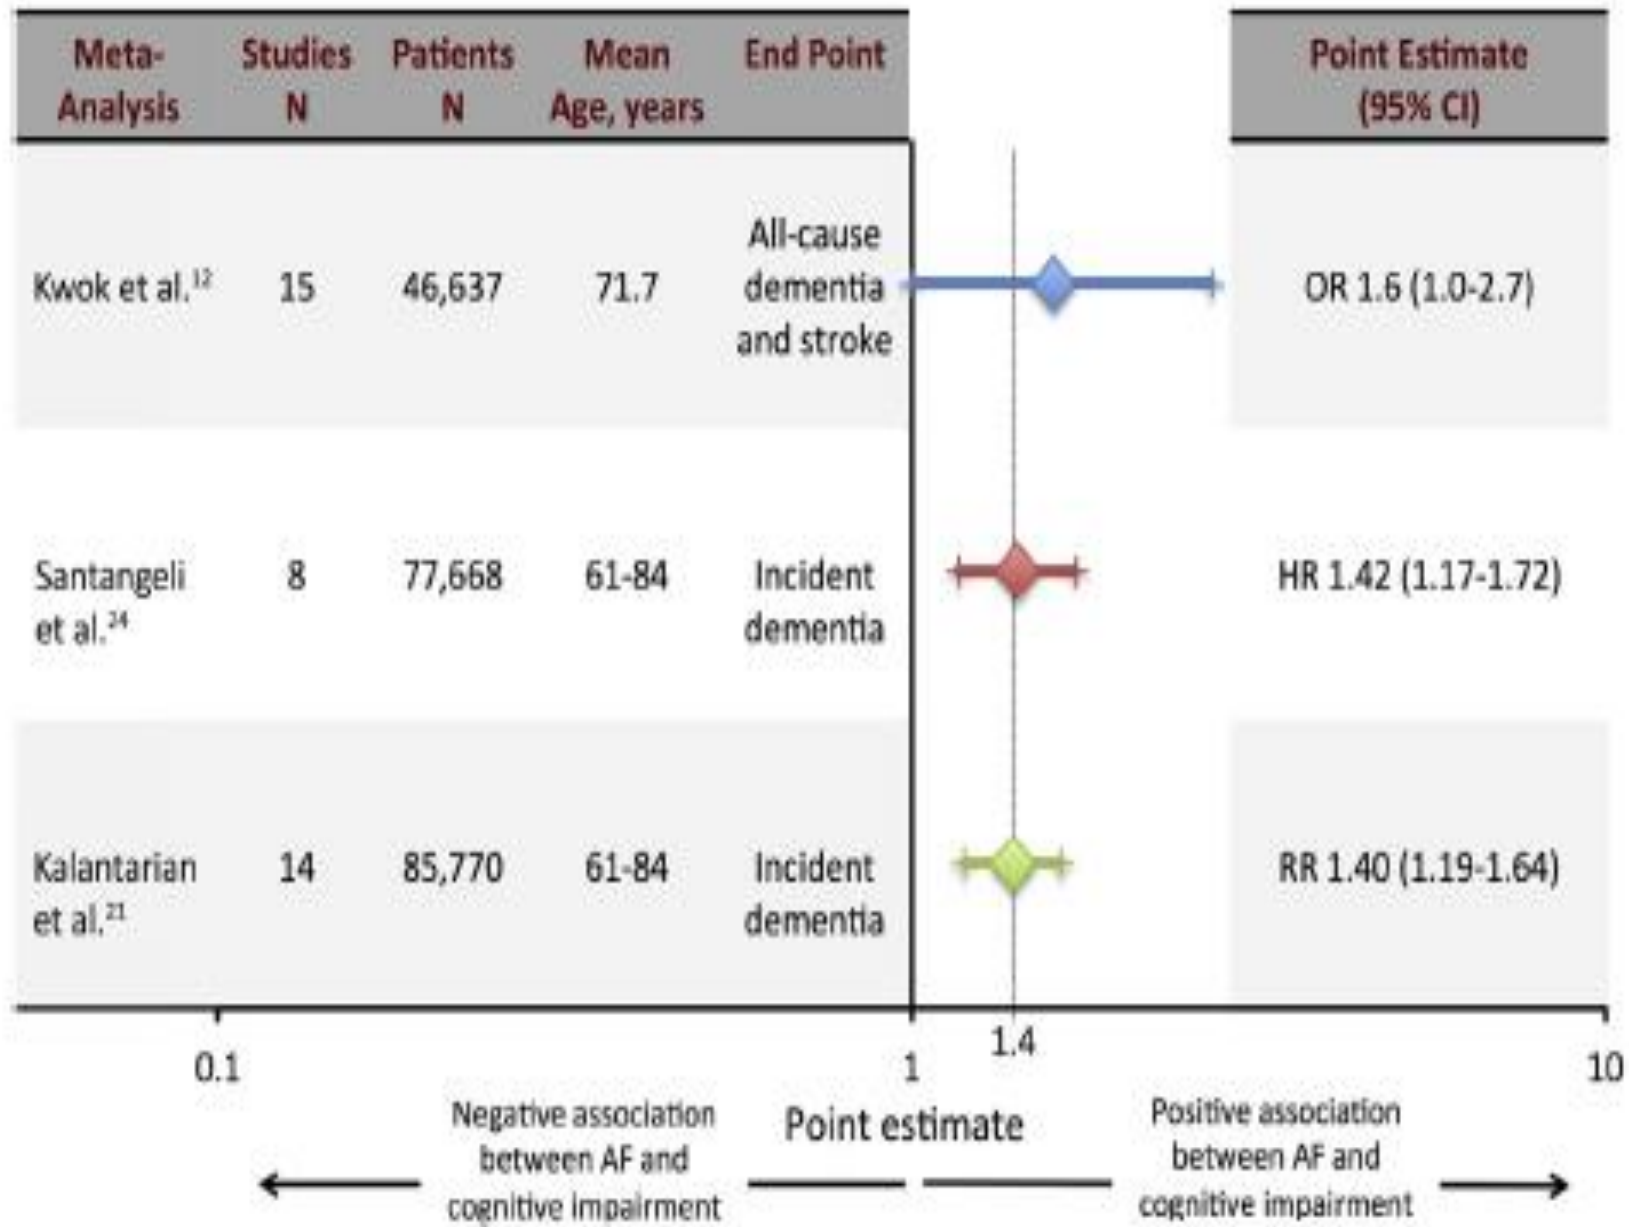 Meta-Analysis Studies N Patients N Mean Age, years End Point Point Estimate (95% CI)
Kwok et al.¹² 15 46,637 71.7 All-cause dementia and stroke OR 1.6 (1.0-2.7)
Santangeli et al.²⁴ 8 77,668 61-84 Incident dementia HR 1.42 (1.17-1.72)
Kalantarian et al.²¹ 14 85,770 61-84 Incident dementia RR 1.40 (1.19-1.64)
0.1 1 1.4 10
Point estimate
Negative association
between AF and
cognitive impairment
Positive association
between AF and
cognitive impairment